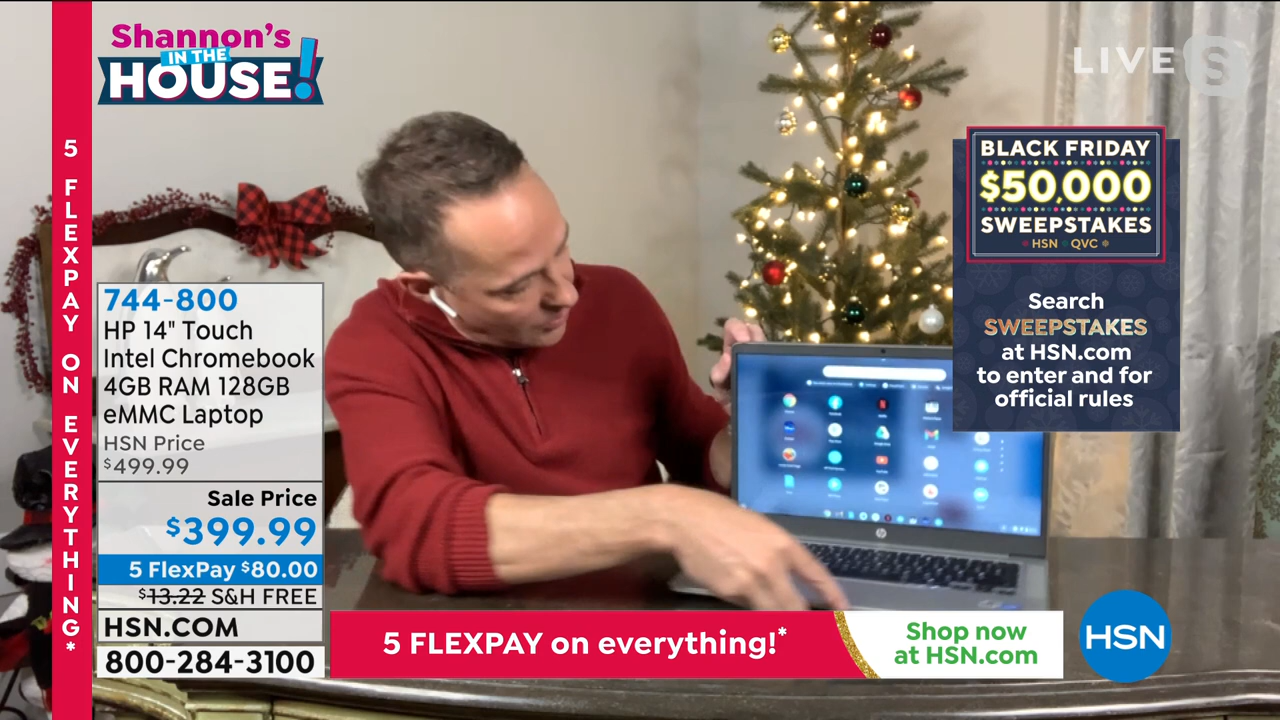 Shannon's
IN THE
HOUSE!
LIVE S
5 FLEXPAY ON EVERYTHING*
BLACK FRIDAY
$50,000
SWEEPSTAKES
HSN QVC
Search
SWEEPSTAKES
at HSN.com
to enter and for
official rules
744-800
HP 14" Touch
Intel Chromebook
4GB RAM 128GB
eMMC Laptop
HSN Price
$499.99
Sale Price
$399.99
5 FlexPay $80.00
$13.22 S&H FREE
HSN.COM
800-284-3100
5 FLEXPAY on everything!*
Shop now
at HSN.com
HSN
hp